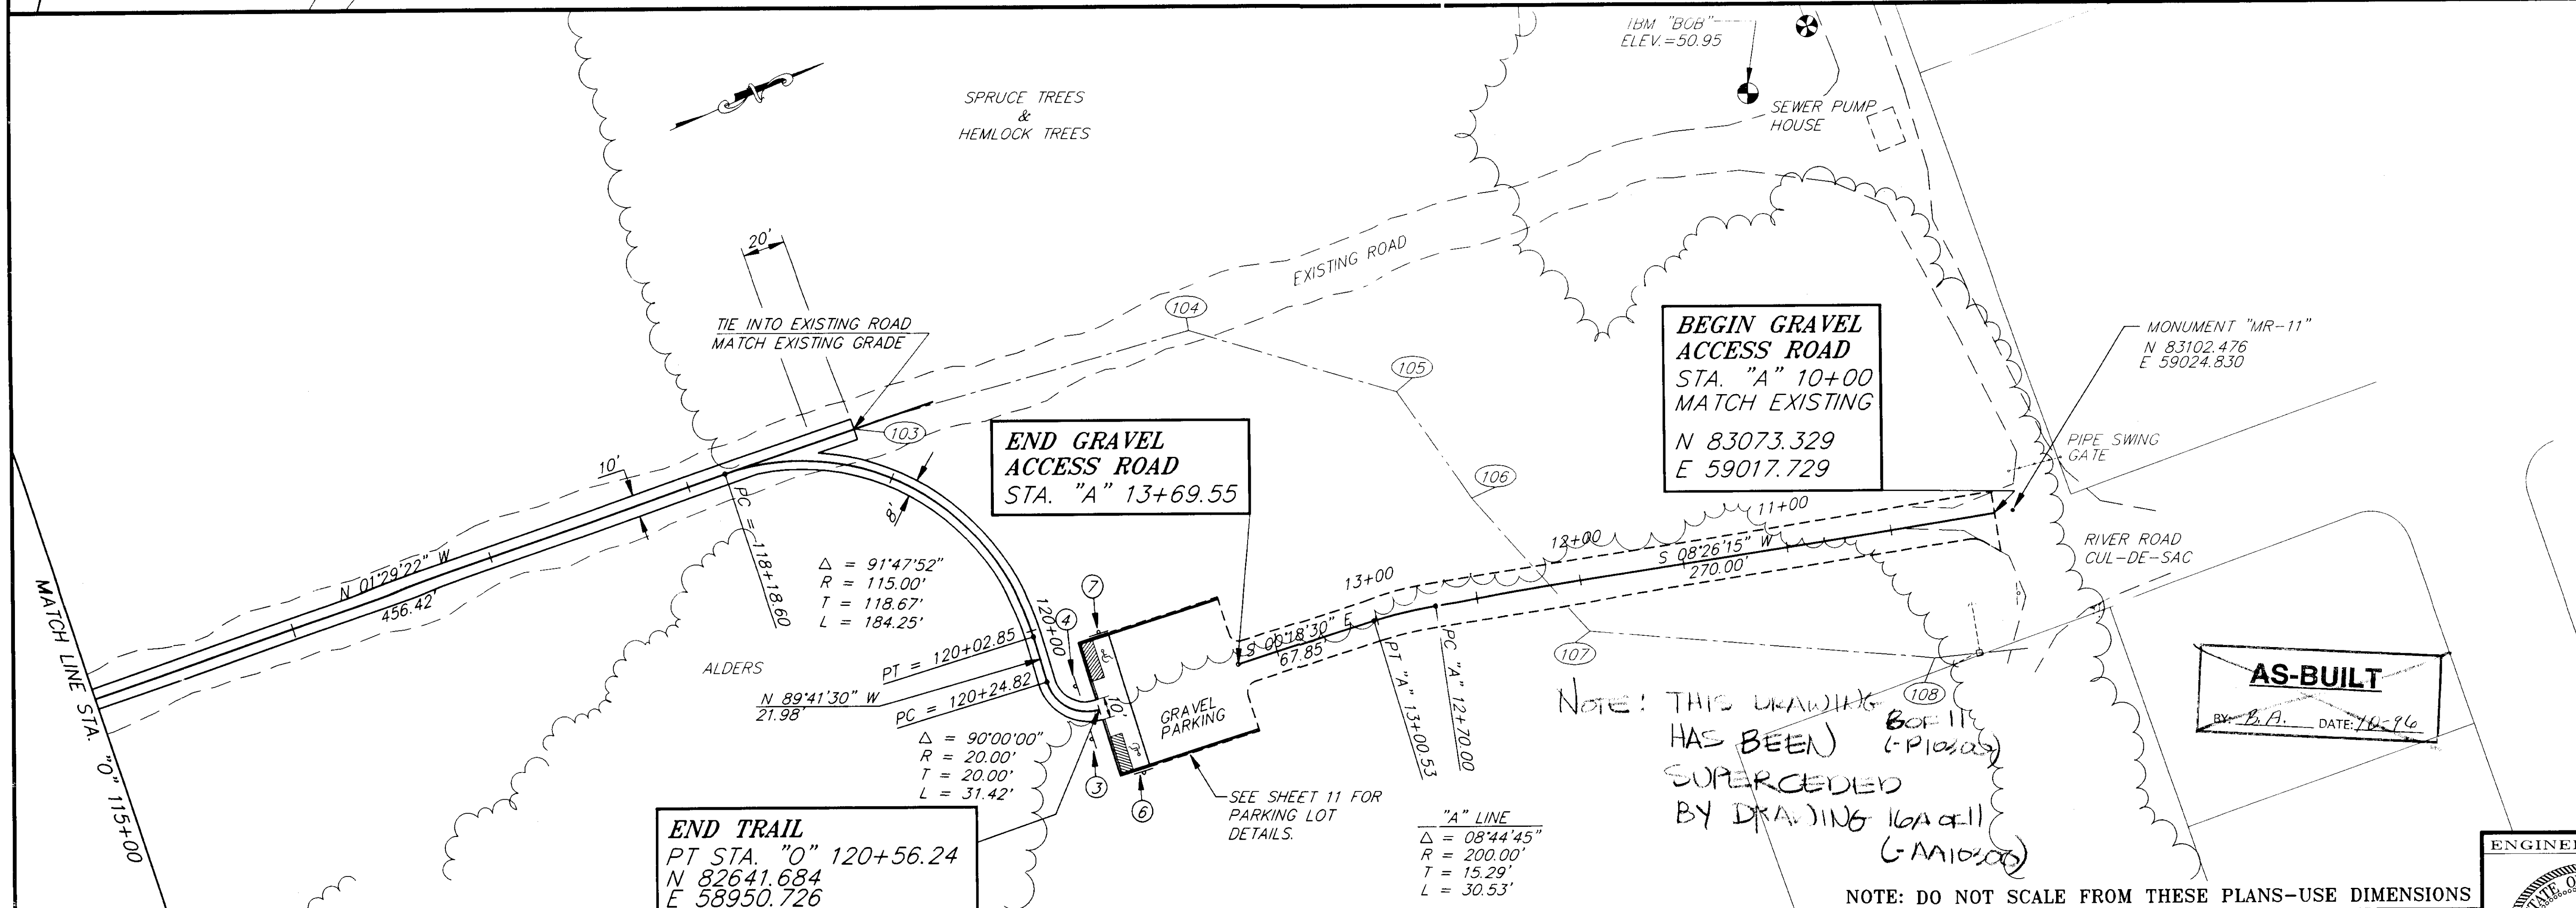 IBM "BOB"
ELEV.=50.95
SPRUCE TREES
&
HEMLOCK TREES
SEWER PUMP
HOUSE
20'
EXISTING ROAD
104
TIE INTO EXISTING ROAD
MATCH EXISTING GRADE
103
105
106
BEGIN GRAVEL
ACCESS ROAD
STA. "A" 10+00
MATCH EXISTING
N 83073.329
E 59017.729
MONUMENT "MR-11"
N 83102.476
E 59024.830
PIPE SWING
GATE
END GRAVEL
ACCESS ROAD
STA. "A" 13+69.55
10'
8'
PC = 118+18.60
N 01°29'22" W
456.42'
MATCH LINE STA. "O" 115+00
Δ = 91°47'52"
R = 115.00'
T = 118.67'
L = 184.25'
11+00
12+00
13+00
S 08°26'15" W
270.00'
RIVER ROAD
CUL-DE-SAC
120+00
4
7
S 00°18'30" E
67.85'
PT "A" 13+00.53
PC "A" 12+70.00
107
108
ALDERS
PT = 120+02.85
N 89°41'30" W
21.98'
PC = 120+24.82
10'
GRAVEL
PARKING
Δ = 90°00'00"
R = 20.00'
T = 20.00'
L = 31.42'
3
6
SEE SHEET 11 FOR
PARKING LOT
DETAILS.
"A" LINE
Δ = 08°44'45"
R = 200.00'
T = 15.29'
L = 30.53'
NOTE: THIS DRAWING
8 OF 11
HAS BEEN
SUPERCEDED
BY DRAWING 16A OF 11
AS-BUILT
BY: B.A. DATE: 10-96
END TRAIL
PT STA. "O" 120+56.24
N 82641.684
E 58950.726
NOTE: DO NOT SCALE FROM THESE PLANS-USE DIMENSIONS
ENGINE
STATE O